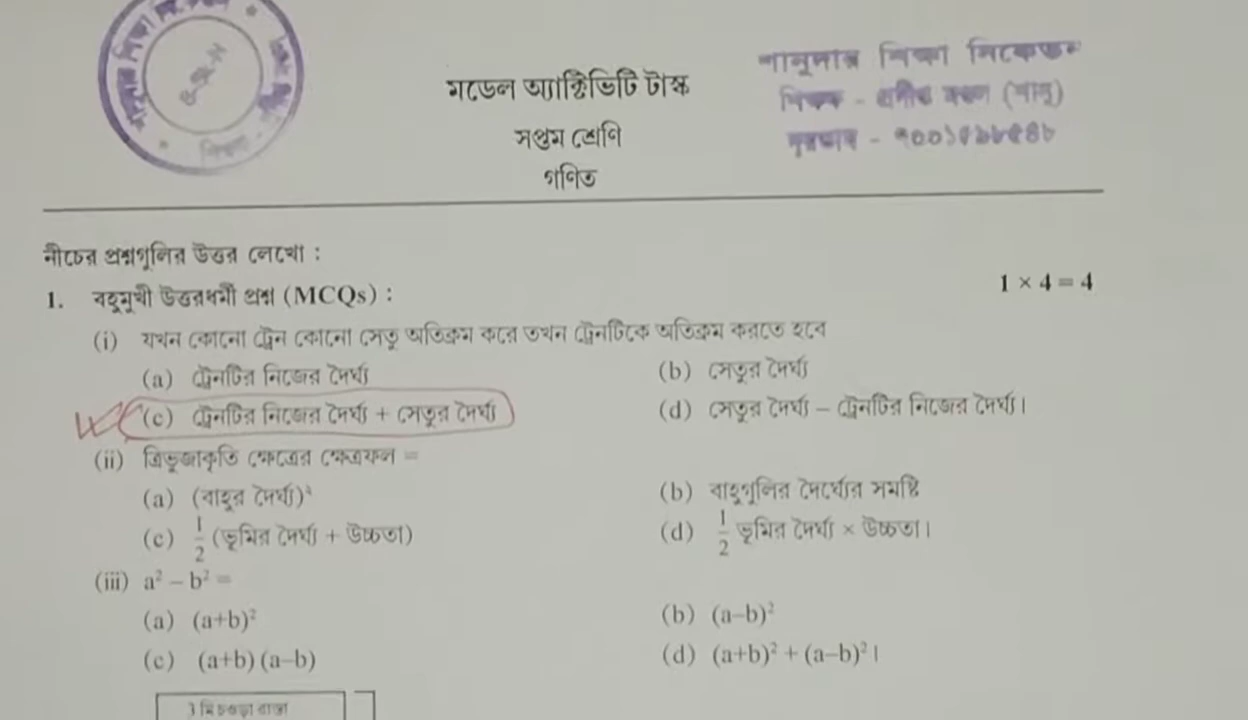 মডেল অ্যাক্টিভিটি টাস্ক
সপ্তম শ্রেণি
গণিত
শিক্ষা নিকেতন
শিক্ষক -
(শানু)
নীচের প্রশ্নগুলির উত্তর লেখো :
1. বহুমুখী উত্তরধর্মী প্রশ্ন (MCQs) :
1 × 4 = 4
(i) যখন কোনো ট্রেন কোনো সেতু অতিক্রম করে তখন ট্রেনটিকে অতিক্রম করতে হবে
(a) ট্রেনটির নিজের দৈর্ঘ্য (b) সেতুর দৈর্ঘ্য
(c) ট্রেনটির নিজের দৈর্ঘ্য + সেতুর দৈর্ঘ্য (d) সেতুর দৈর্ঘ্য – ট্রেনটির নিজের দৈর্ঘ্য।
(ii) ত্রিভুজাকৃতি ক্ষেত্রের ক্ষেত্রফল =
(a) (বাহুর দৈর্ঘ্য)² (b) বাহুগুলির দৈর্ঘ্যের সমষ্টি
(c) 1/2 (ভূমির দৈর্ঘ্য + উচ্চতা) (d) 1/2 ভূমির দৈর্ঘ্য × উচ্চতা।
(iii) a² – b² =
(a) (a+b)² (b) (a–b)²
(c) (a+b) (a–b) (d) (a+b)² + (a–b)²।